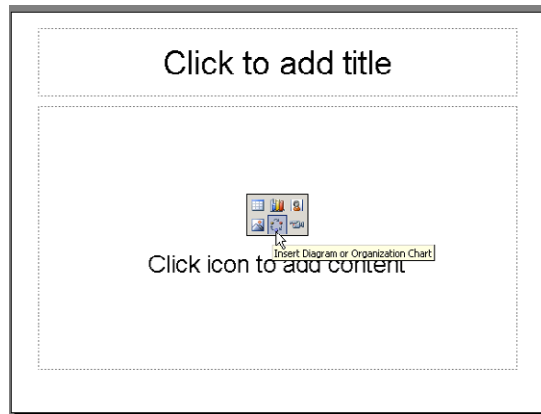 Click to add title
Insert Diagram or Organization Chart
Click icon to add content